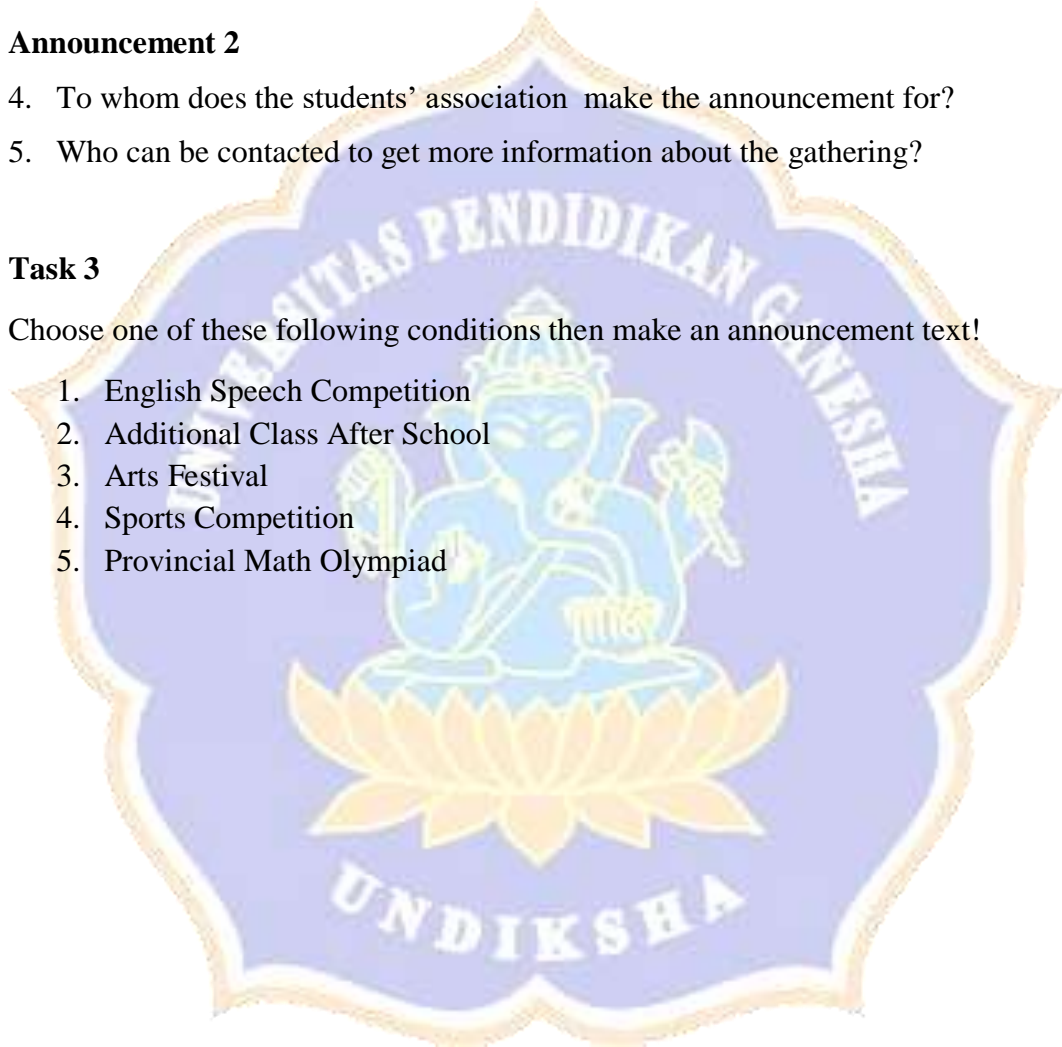 Announcement 2
4. To whom does the students’ association  make the announcement for?
5. Who can be contacted to get more information about the gathering?
UNIVERSITAS PENDIDIKAN GANESHA
Task 3
Choose one of these following conditions then make an announcement text!
1. English Speech Competition
2. Additional Class After School
3. Arts Festival
4. Sports Competition
5. Provincial Math Olympiad
UNDIKSHA